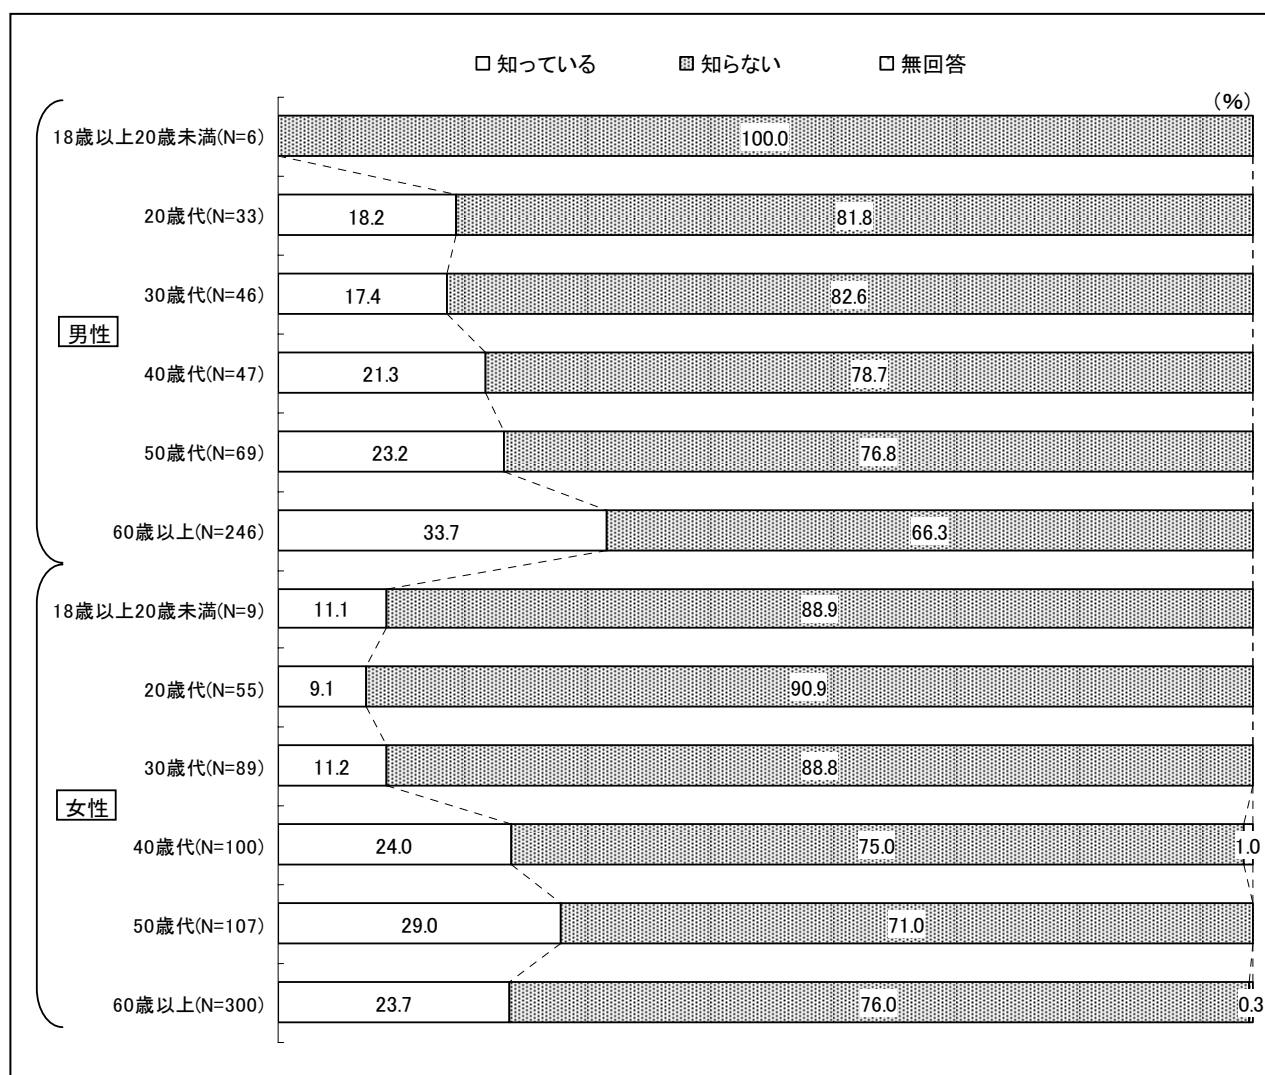 □ 知っている ▩ 知らない □ 無回答
(%)
18歳以上20歳未満(N=6) 100.0
20歳代(N=33) 18.2 81.8
30歳代(N=46) 17.4 82.6
男性
40歳代(N=47) 21.3 78.7
50歳代(N=69) 23.2 76.8
60歳以上(N=246) 33.7 66.3
18歳以上20歳未満(N=9) 11.1 88.9
20歳代(N=55) 9.1 90.9
30歳代(N=89) 11.2 88.8
女性
40歳代(N=100) 24.0 75.0 1.0
50歳代(N=107) 29.0 71.0
60歳以上(N=300) 23.7 76.0 0.3